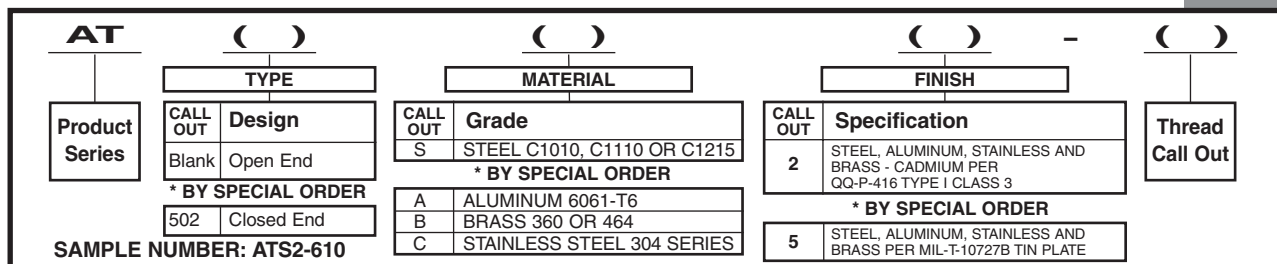 AT ( ) ( ) ( ) – ( )
Product
Series
TYPE
CALL
OUT Design
Blank Open End
* BY SPECIAL ORDER
502 Closed End
SAMPLE NUMBER: ATS2-610
MATERIAL
CALL
OUT Grade
S STEEL C1010, C1110 OR C1215
* BY SPECIAL ORDER
A ALUMINUM 6061-T6
B BRASS 360 OR 464
C STAINLESS STEEL 304 SERIES
FINISH
CALL
OUT Specification
2 STEEL, ALUMINUM, STAINLESS AND
BRASS - CADMIUM PER
QQ-P-416 TYPE I CLASS 3
* BY SPECIAL ORDER
5 STEEL, ALUMINUM, STAINLESS AND
BRASS PER MIL-T-10727B TIN PLATE
Thread
Call Out